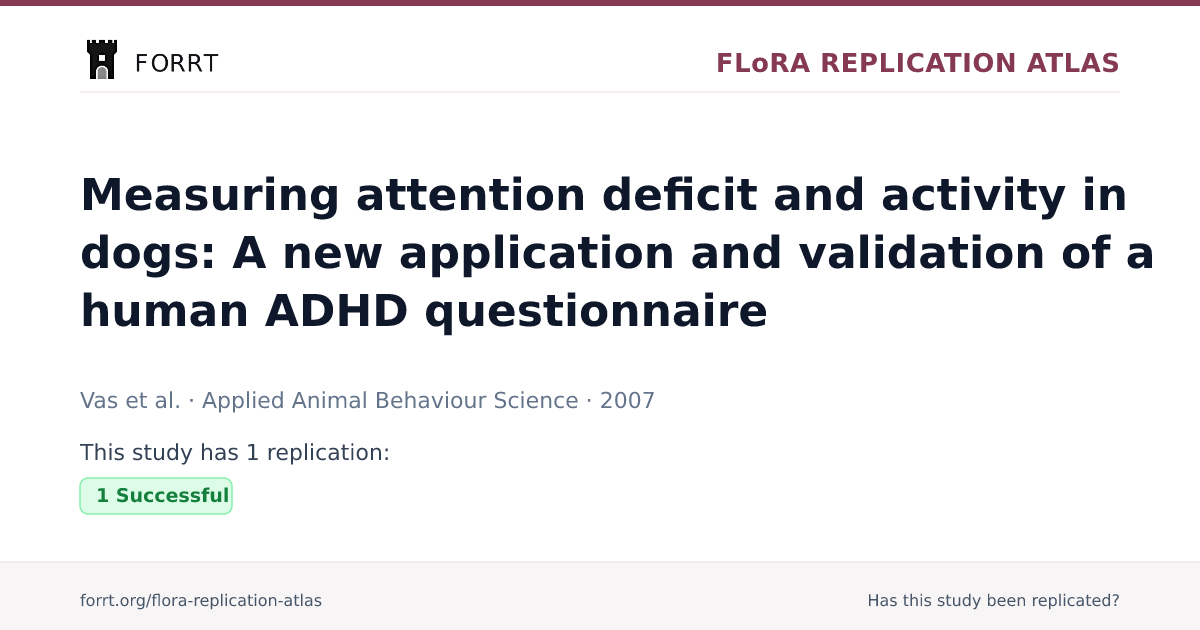 FORRT
FLoRA REPLICATION ATLAS
Measuring attention deficit and activity in
dogs: A new application and validation of a
human ADHD questionnaire
Vas et al. · Applied Animal Behaviour Science · 2007
This study has 1 replication:
1 Successful
forrt.org/flora-replication-atlas
Has this study been replicated?